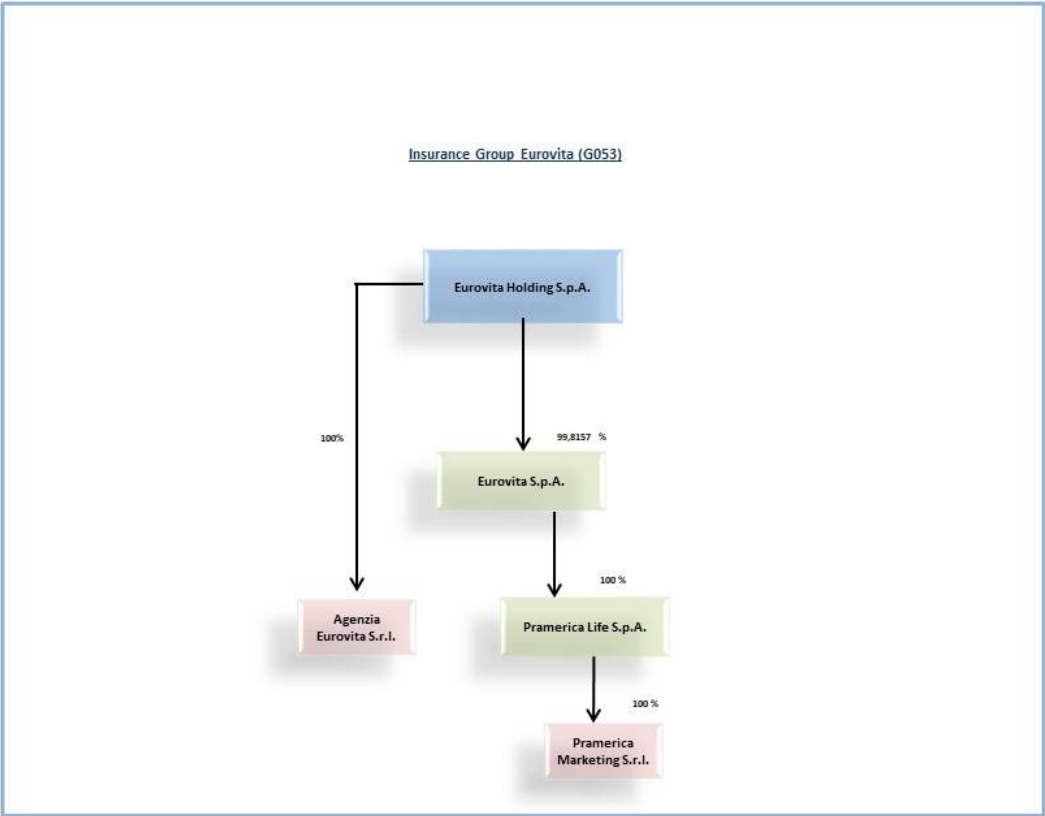 Insurance Group Eurovita (G053)
Eurovita Holding S.p.A.
100%
99,8157 %
Eurovita S.p.A.
100 %
Agenzia
Eurovita S.r.l.
Pramerica Life S.p.A.
100 %
Pramerica
Marketing S.r.l.